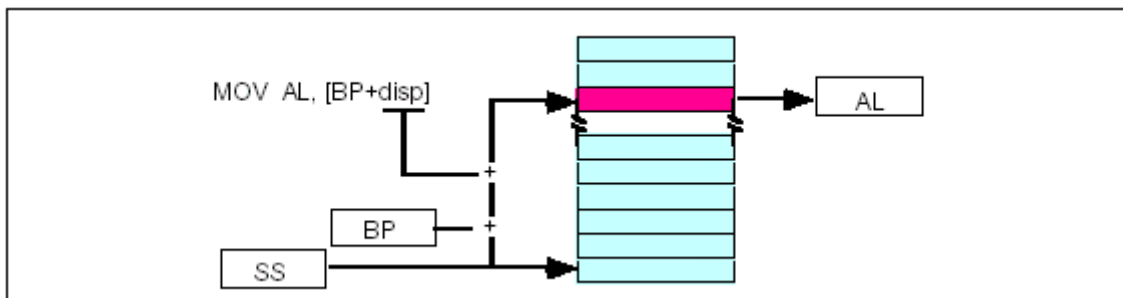 MOV AL, [BP+disp]
AL
+
BP
+
SS